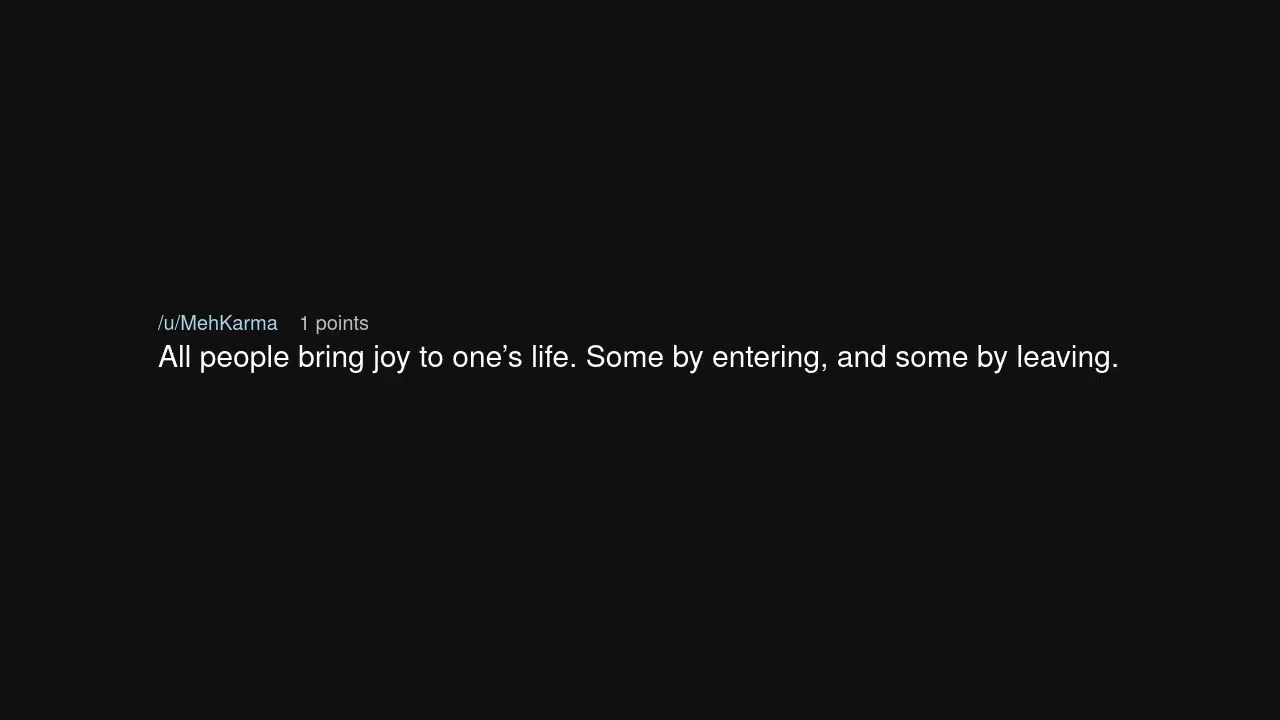 /u/MehKarma 1 points
All people bring joy to one’s life. Some by entering, and some by leaving.